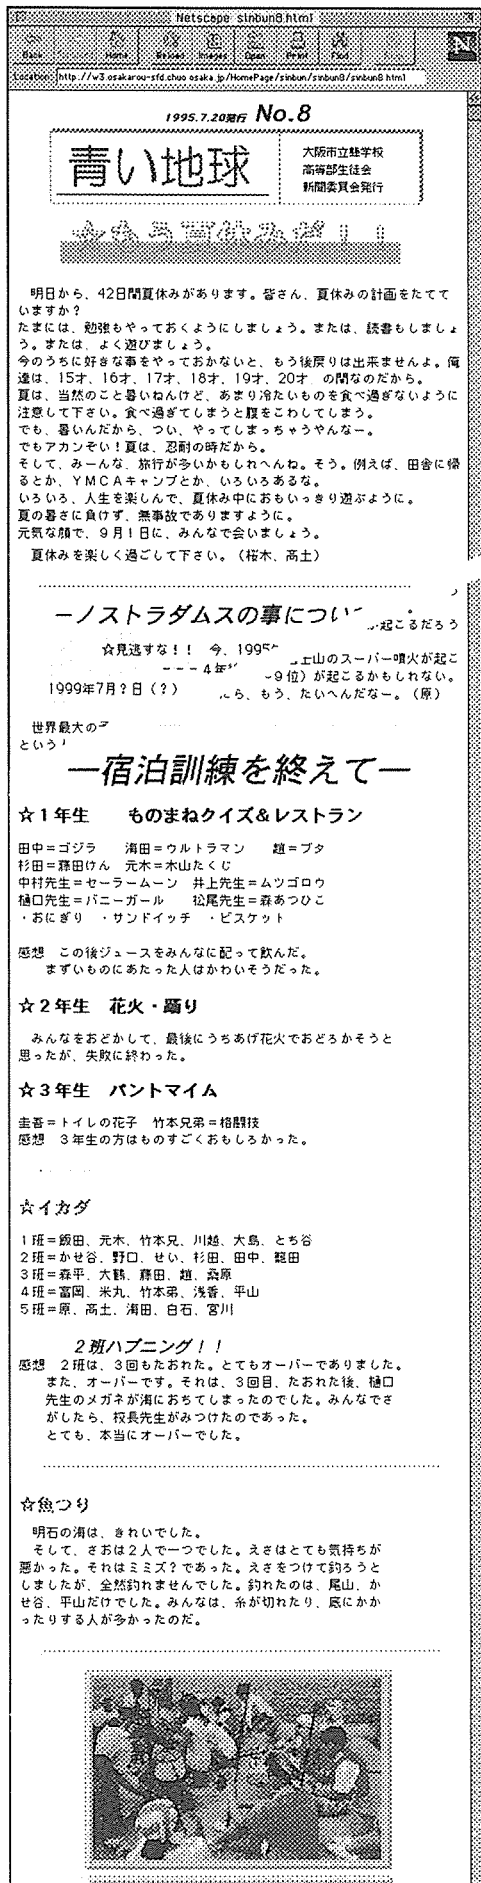 Netscape sinbun8.html
Back Home Reload Images Open Print Find
N
Location: http://w3.osakarou-sfd.chuo.osaka.jp/HomePage/sinbun/sinbun8/sinbun8.html
1995.7.20発行 No.8
青い地球
大阪市立聾学校
高等部生徒会
新聞委員会発行
さあっ夏休みだ!!
明日から、42日間夏休みがあります。皆さん、夏休みの計画をたてて
いますか?
たまには、勉強もやっておくようにしましょう。または、読書もしましょ
う。または、よく遊びましょう。
今のうちに好きな事をやっておかないと、もう後戻りは出来ませんよ。俺
達は、15才、16才、17才、18才、19才、20才 の間なのだから。
夏は、当然のこと暑いねんけど、あまり冷たいものを食べ過ぎないように
注意して下さい。食べ過ぎてしまうと腹をこわしてしまう。
でも、暑いんだから、つい、やってしまっちゃうやんなー。
でもアカンぞい!夏は、忍耐の時だから。
そして、みーんな、旅行が多いかもしれへんね。そう。例えば、田舎に帰
るとか、YMCAキャンプとか、いろいろあるな。
いろいろ、人生を楽しんで、夏休み中におもいっきり遊ぶように。
夏の暑さに負けず、無事故でありますように。
元気な顔で、9月1日に、みんなで会いましょう。
夏休みを楽しく過ごして下さい。(桜木、高土)
ーノストラダムスの事につい
起こるだろう
☆見逃すな!! 今、1995
士山のスーパー噴火が起こ
---4年
9位)が起こるかもしれない。
1999年7月?日(?)
ら、もう、たいへんだなー。(原)
世界最大の
という
―宿泊訓練を終えて―
☆1年生 ものまねクイズ&レストラン
田中=ゴジラ 海田=ウルトラマン 趙=ブタ
杉田=藤田けん 元木=木山たくじ
中村先生=セーラームーン 井上先生=ムツゴロウ
樋口先生=バニーガール 松尾先生=森あつひこ
・おにぎり ・サンドイッチ ・ビスケット
感想 この後ジュースをみんなに配って飲んだ。
まずいものにあたった人はかわいそうだった。
☆2年生 花火・踊り
みんなをおどかして、最後にうちあげ花火でおどろかそうと
思ったが、失敗に終わった。
☆3年生 パントマイム
圭吾=トイレの花子 竹本兄弟=格闘技
感想 3年生の方はものすごくおもしろかった。
☆イカダ
1班=飯田、元木、竹本兄、川越、大島、とち谷
2班=かせ谷、野口、せい、杉田、田中、籠田
3班=森平、大鶴、藤田、趙、桑原
4班=富岡、米丸、竹本弟、浅香、平山
5班=原、高土、海田、白石、宮川
2班ハプニング!!
感想 2班は、3回もたおれた。とてもオーバーでありました。
また、オーバーです。それは、3回目、たおれた後、樋口
先生のメガネが海におちてしまったのでした。みんなでさ
がしたら、校長先生がみつけたのであった。
とても、本当にオーバーでした。
☆魚つり
明石の海は、きれいでした。
そして、さおは2人で一つでした。えさはとても気持ちが
悪かった。それはミミズ?であった。えさをつけて釣ろうと
しましたが、全然釣れませんでした。釣れたのは、尾山、か
せ谷、平山だけでした。みんなは、糸が切れたり、底にかか
ったりする人が多かったのだ。